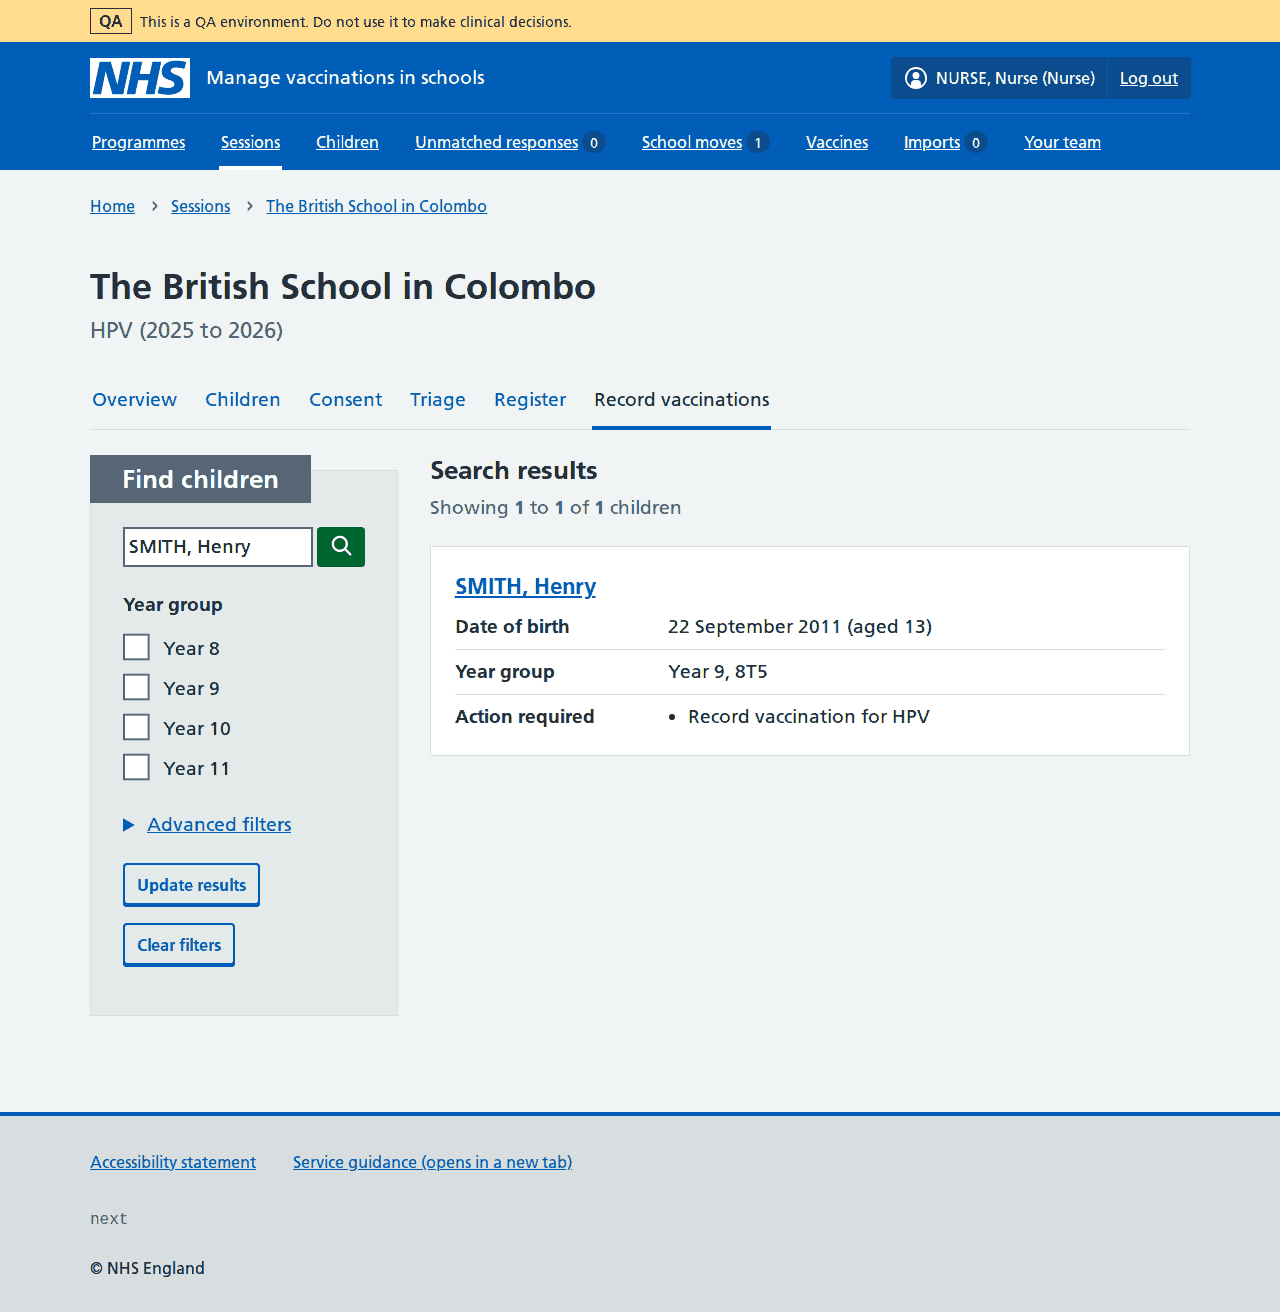 QA This is a QA environment. Do not use it to make clinical decisions.
NHS Manage vaccinations in schools NURSE, Nurse (Nurse) Log out
Programmes Sessions Children Unmatched responses 0 School moves 1 Vaccines Imports 0 Your team
Home Sessions The British School in Colombo
The British School in Colombo
HPV (2025 to 2026)
Overview Children Consent Triage Register Record vaccinations
Find children
SMITH, Henry
Year group
Year 8
Year 9
Year 10
Year 11
Advanced filters
Update results
Clear filters
Search results
Showing 1 to 1 of 1 children
SMITH, Henry
Date of birth 22 September 2011 (aged 13)
Year group Year 9, 8T5
Action required • Record vaccination for HPV
Accessibility statement Service guidance (opens in a new tab)
next
© NHS England